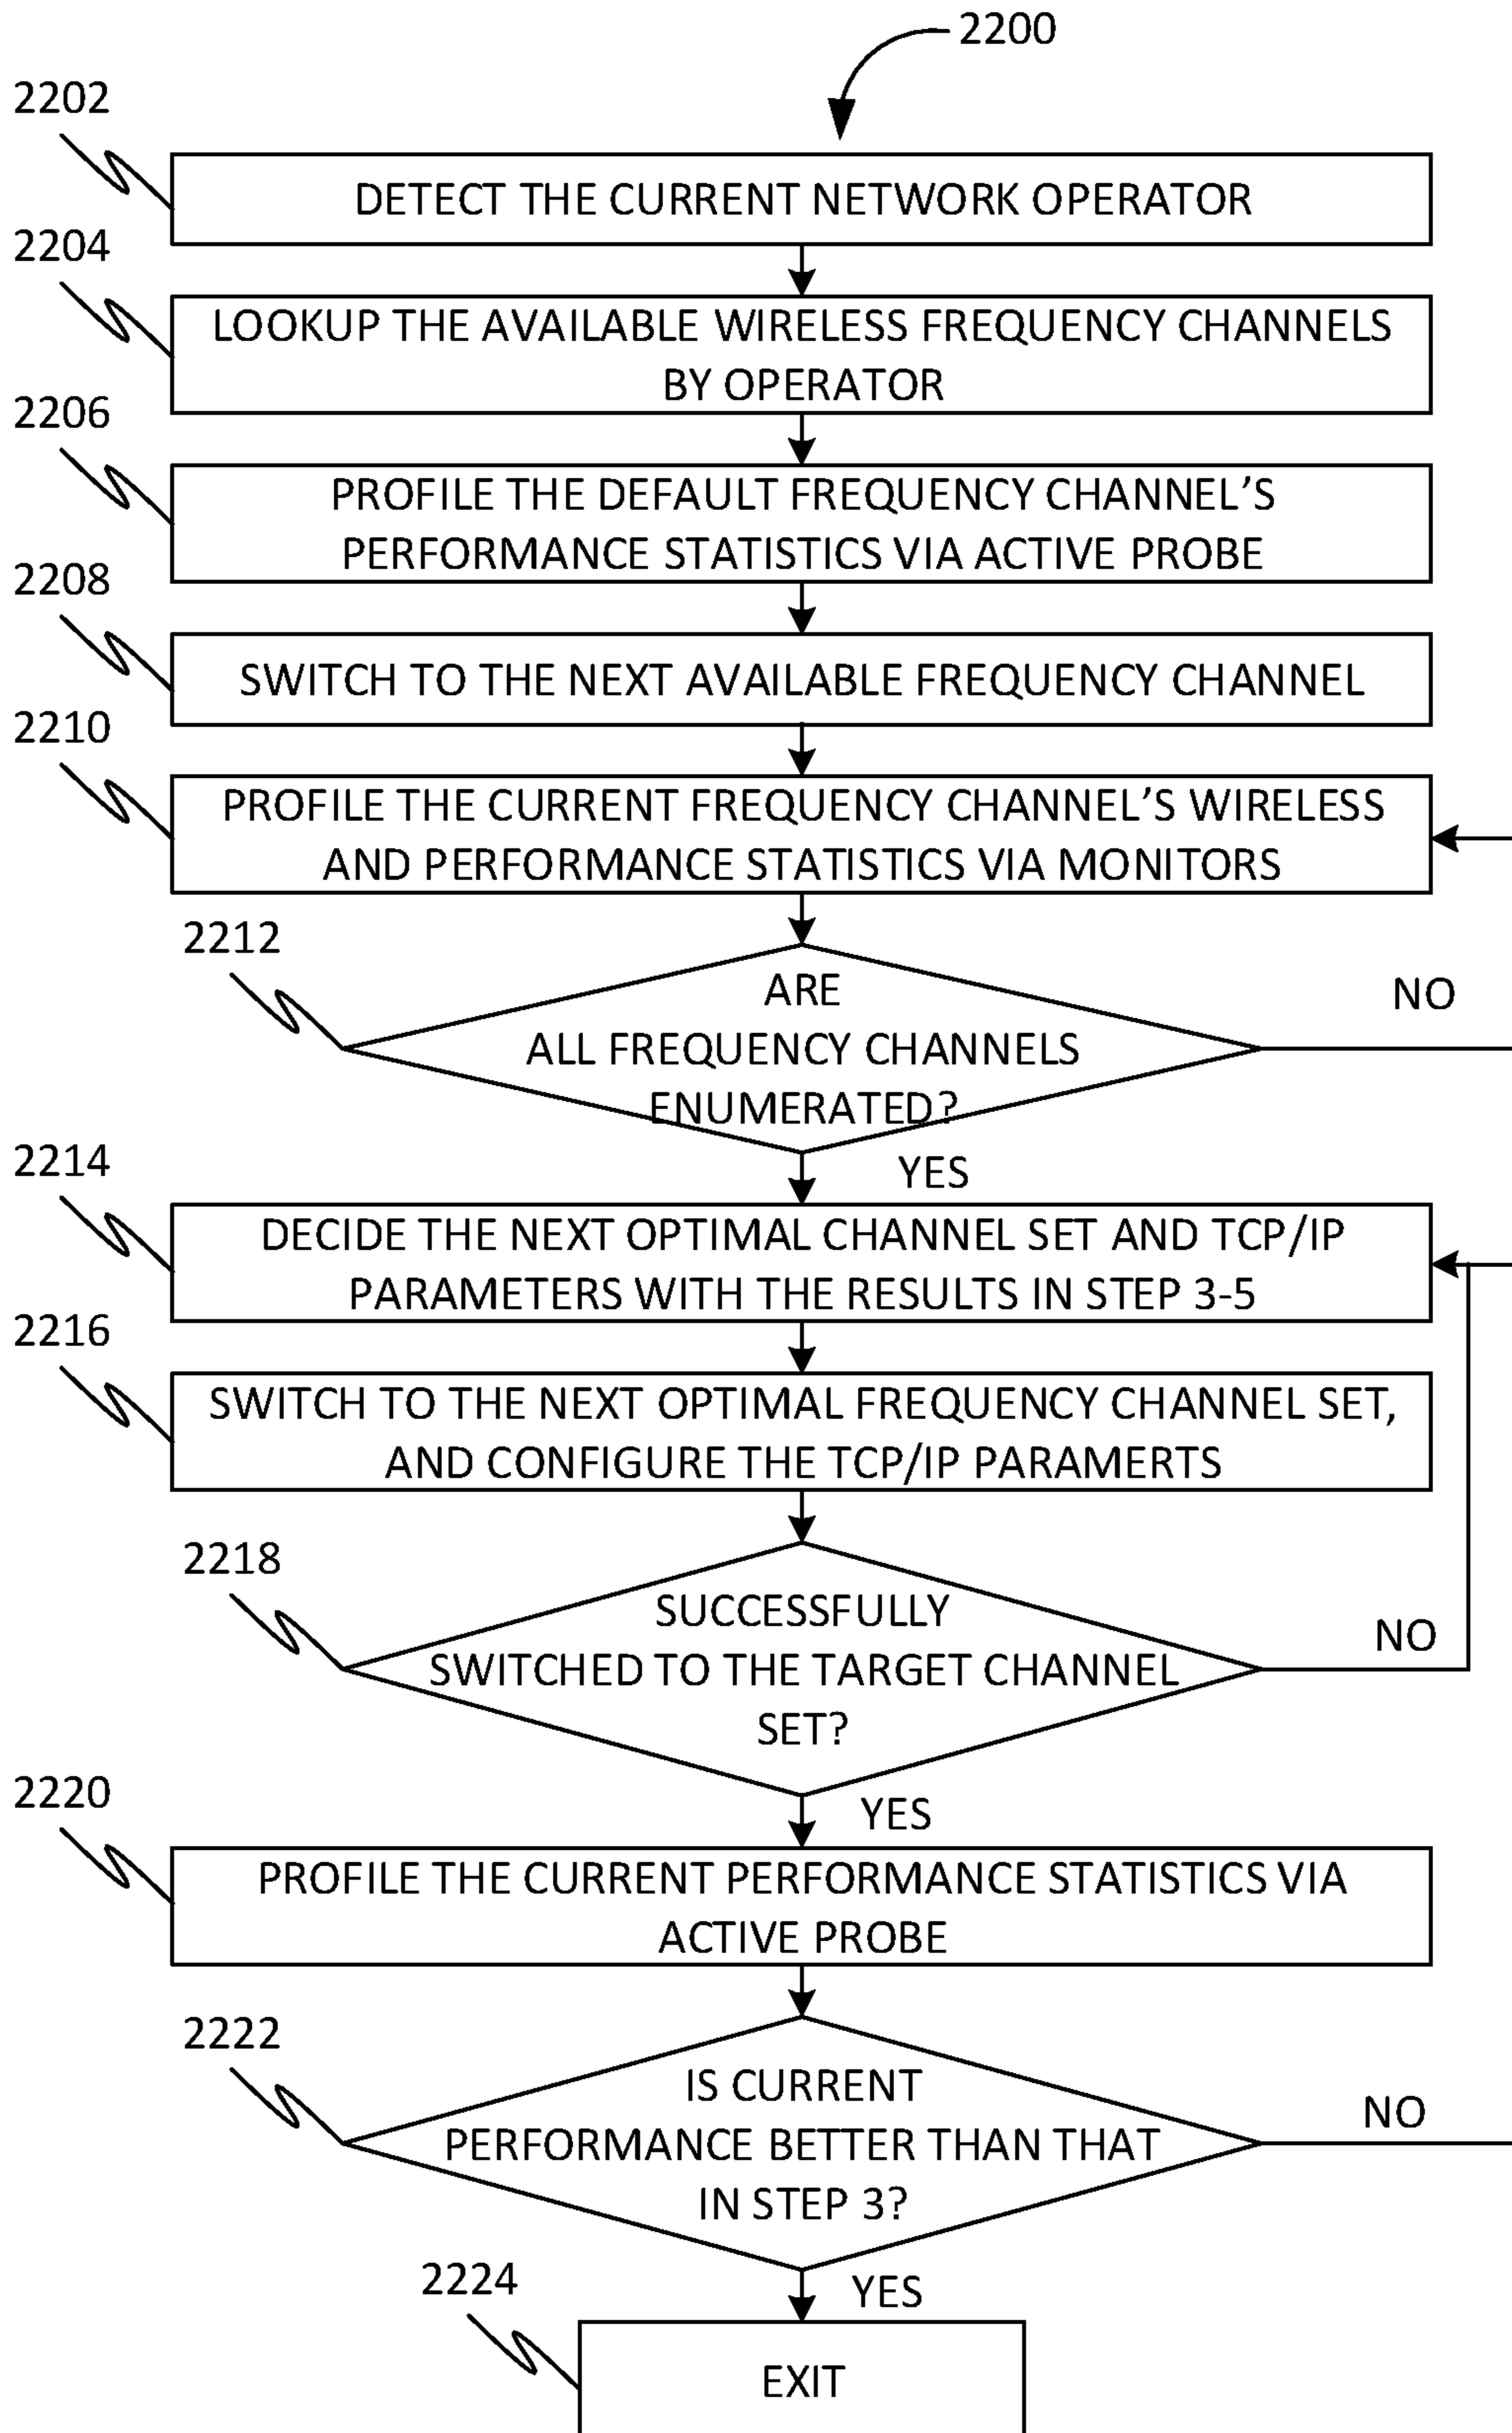 2200
2202
DETECT THE CURRENT NETWORK OPERATOR
2204
LOOKUP THE AVAILABLE WIRELESS FREQUENCY CHANNELS
BY OPERATOR
2206
PROFILE THE DEFAULT FREQUENCY CHANNEL’S
PERFORMANCE STATISTICS VIA ACTIVE PROBE
2208
SWITCH TO THE NEXT AVAILABLE FREQUENCY CHANNEL
2210
PROFILE THE CURRENT FREQUENCY CHANNEL’S WIRELESS
AND PERFORMANCE STATISTICS VIA MONITORS
2212
ARE
ALL FREQUENCY CHANNELS
ENUMERATED?
NO
YES
2214
DECIDE THE NEXT OPTIMAL CHANNEL SET AND TCP/IP
PARAMETERS WITH THE RESULTS IN STEP 3-5
2216
SWITCH TO THE NEXT OPTIMAL FREQUENCY CHANNEL SET,
AND CONFIGURE THE TCP/IP PARAMERTS
2218
SUCCESSFULLY
SWITCHED TO THE TARGET CHANNEL
SET?
NO
YES
2220
PROFILE THE CURRENT PERFORMANCE STATISTICS VIA
ACTIVE PROBE
2222
IS CURRENT
PERFORMANCE BETTER THAN THAT
IN STEP 3?
NO
YES
2224
EXIT